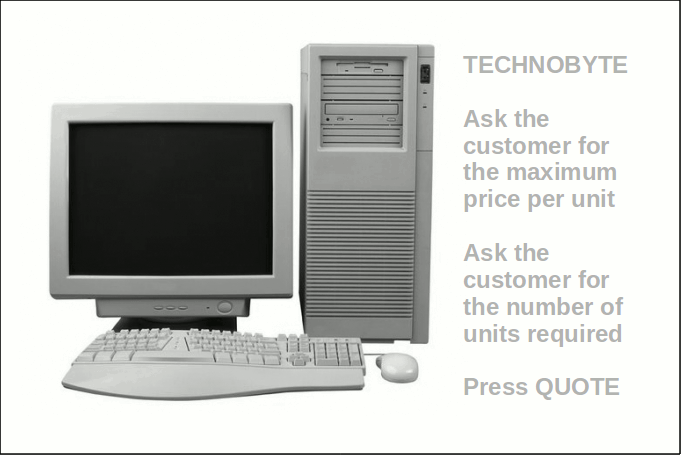 TECHNOBYTE
Ask the
customer for
the maximum
price per unit
Ask the
customer for
the number of
units required
Press QUOTE